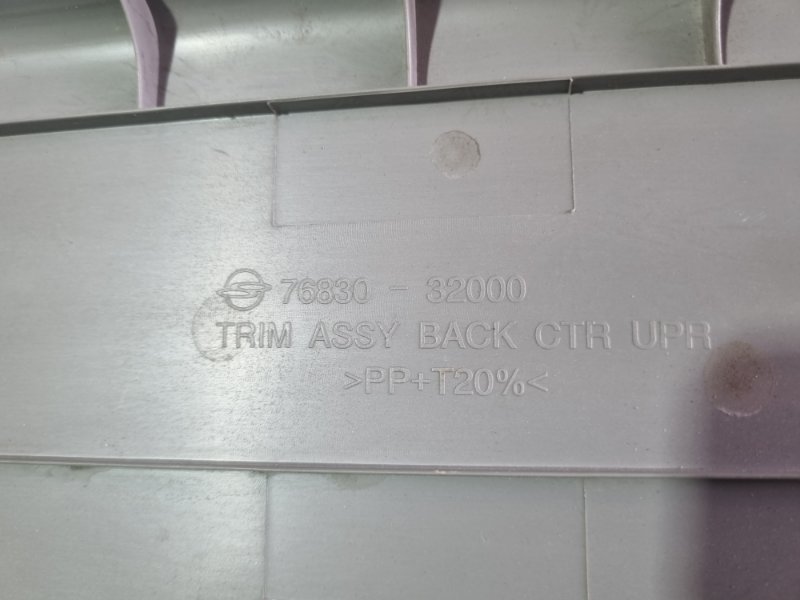 76830 - 32000
TRIM ASSY BACK CTR UPR
>PP+T20%<